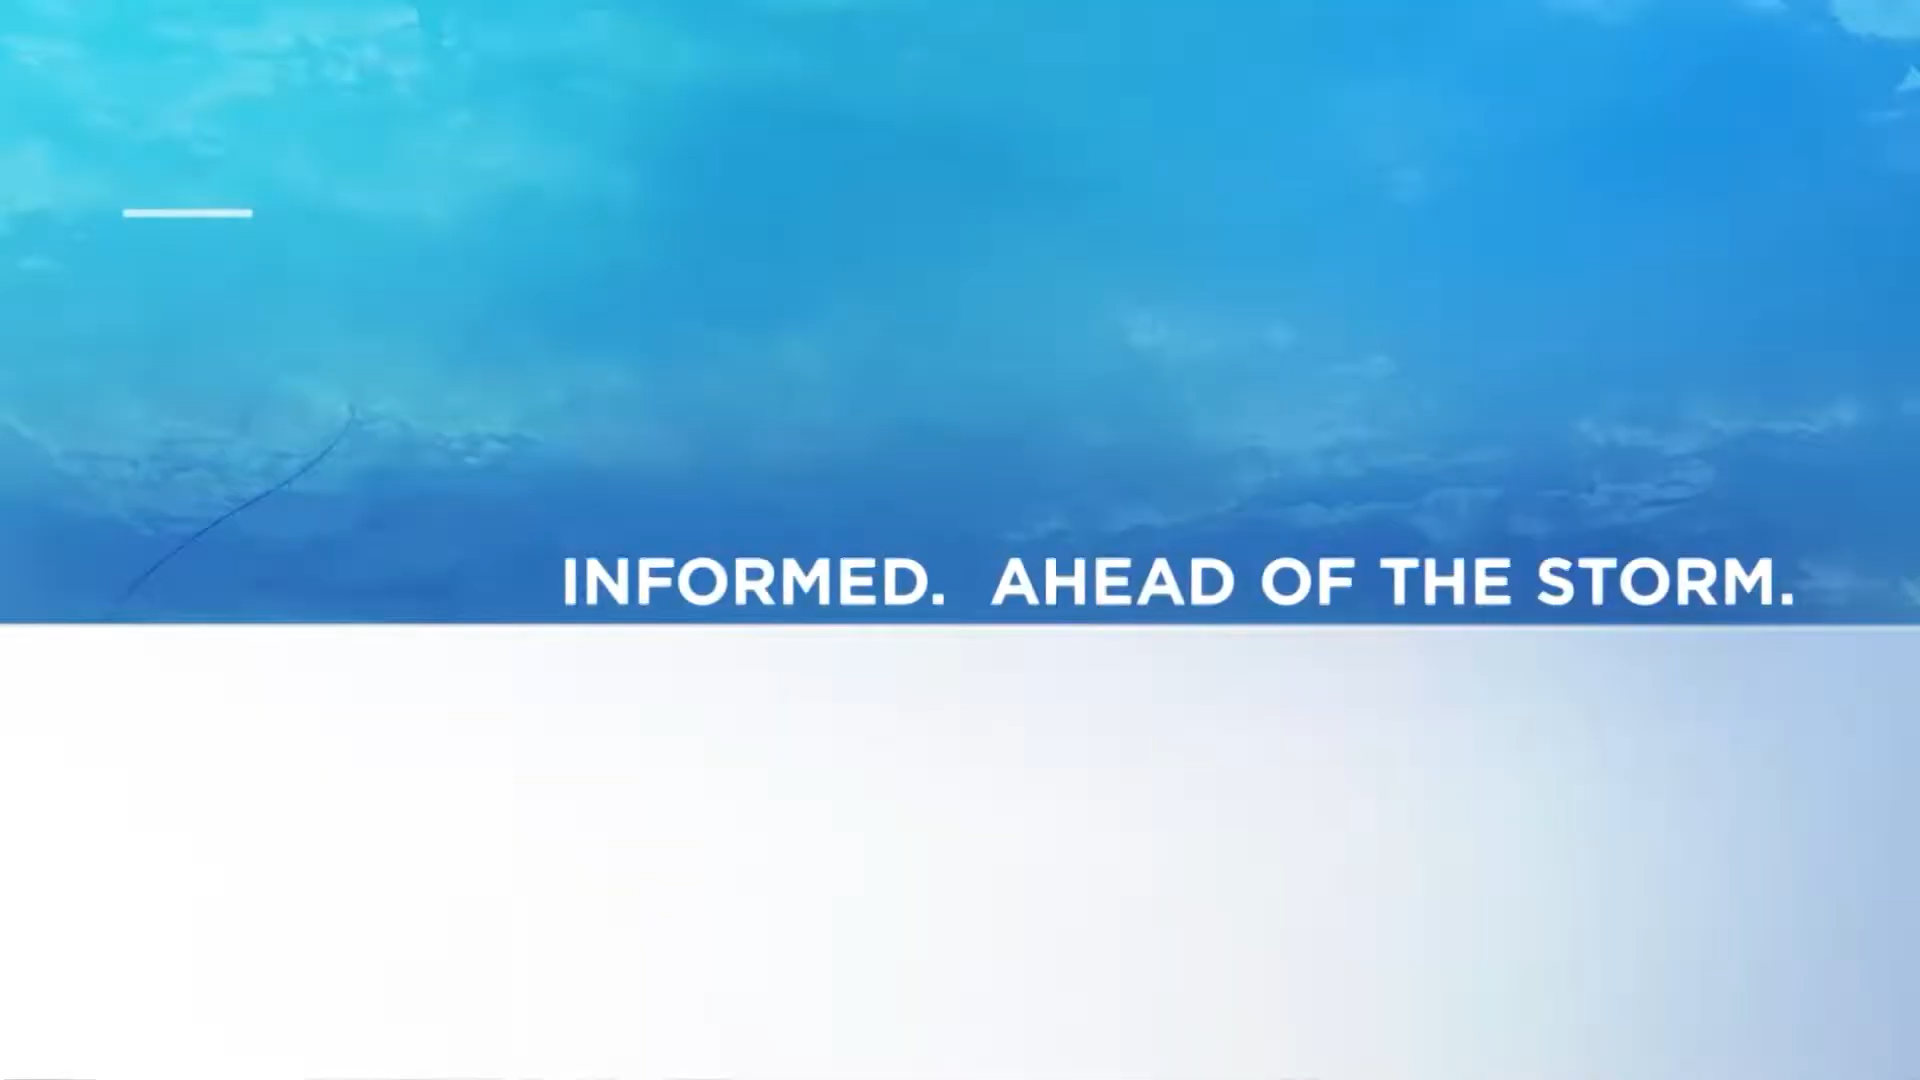 INFORMED. AHEAD OF THE STORM.